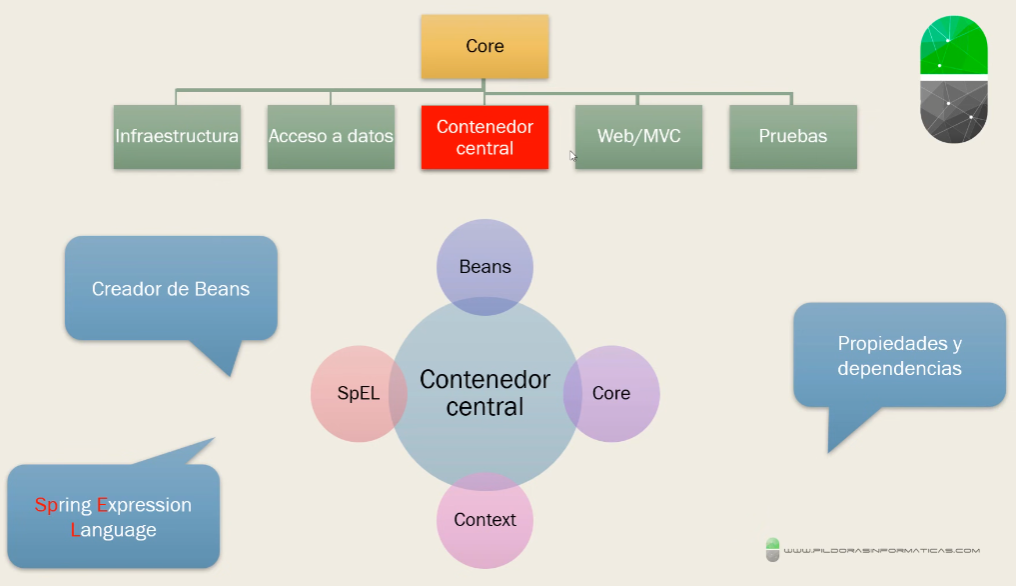 Core
Infraestructura
Acceso a datos
Contenedor
central
Web/MVC
Pruebas
Beans
Creador de Beans
Propiedades y
dependencias
SpEL
Contenedor
central
Core
Spring Expression
Language
Context
WWW.PILDORASINFORMATICAS.COM